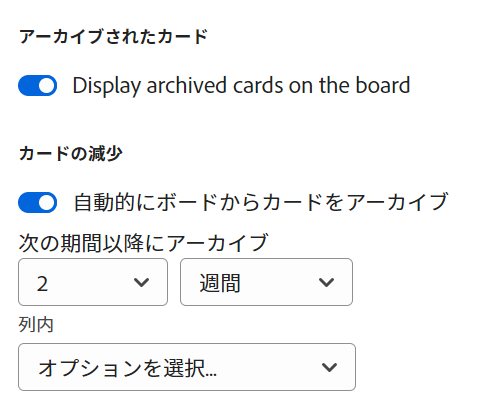 アーカイブされたカード
Display archived cards on the board
カードの減少
自動的にボードからカードをアーカイブ
次の期間以降にアーカイブ
2 週間
列内
オプションを選択...